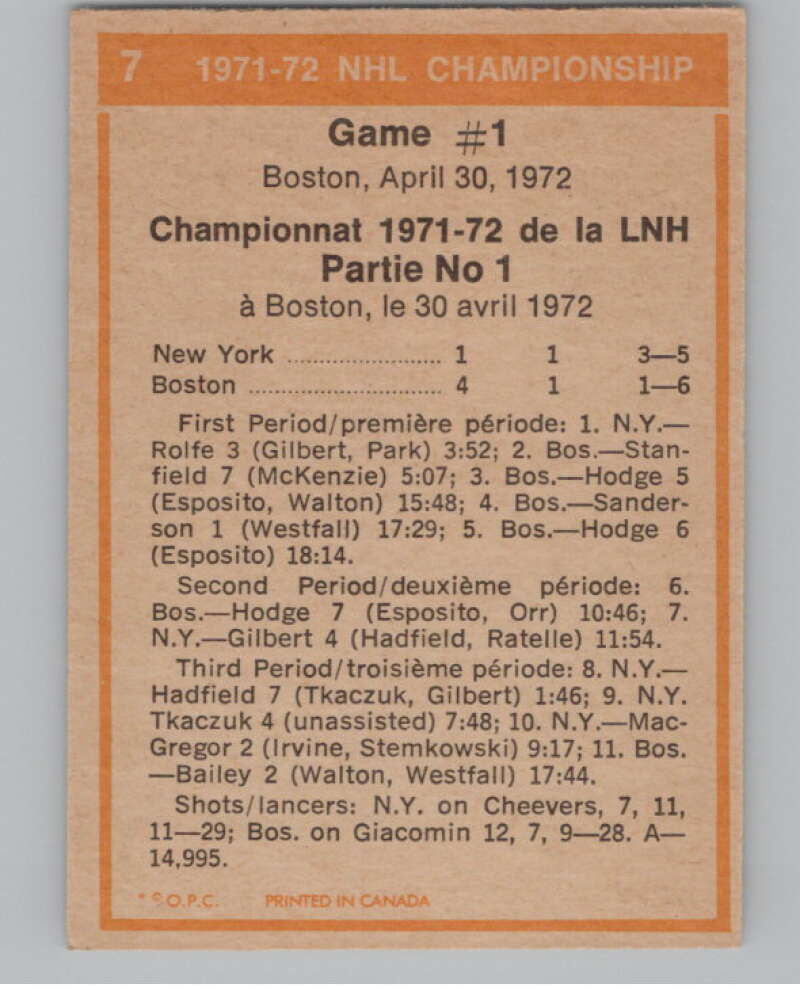 7 1971-72 NHL CHAMPIONSHIP
Game #1
Boston, April 30, 1972
Championnat 1971-72 de la LNH
Partie No 1
à Boston, le 30 avril 1972
New York ...................... 1 1 3—5
Boston ............................ 4 1 1—6
First Period/première période: 1. N.Y.—
Rolfe 3 (Gilbert, Park) 3:52; 2. Bos.—Stan-
field 7 (McKenzie) 5:07; 3. Bos.—Hodge 5
(Esposito, Walton) 15:48; 4. Bos.—Sander-
son 1 (Westfall) 17:29; 5. Bos.—Hodge 6
(Esposito) 18:14.
Second Period/deuxième période: 6.
Bos.—Hodge 7 (Esposito, Orr) 10:46; 7.
N.Y.—Gilbert 4 (Hadfield, Ratelle) 11:54.
Third Period/troisième période: 8. N.Y.—
Hadfield 7 (Tkaczuk, Gilbert) 1:46; 9. N.Y.
Tkaczuk 4 (unassisted) 7:48; 10. N.Y.—Mac-
Gregor 2 (Irvine, Stemkowski) 9:17; 11. Bos.
—Bailey 2 (Walton, Westfall) 17:44.
Shots/lancers: N.Y. on Cheevers, 7, 11,
11—29; Bos. on Giacomin 12, 7, 9—28. A—
14,995.
* © O.P.C. PRINTED IN CANADA